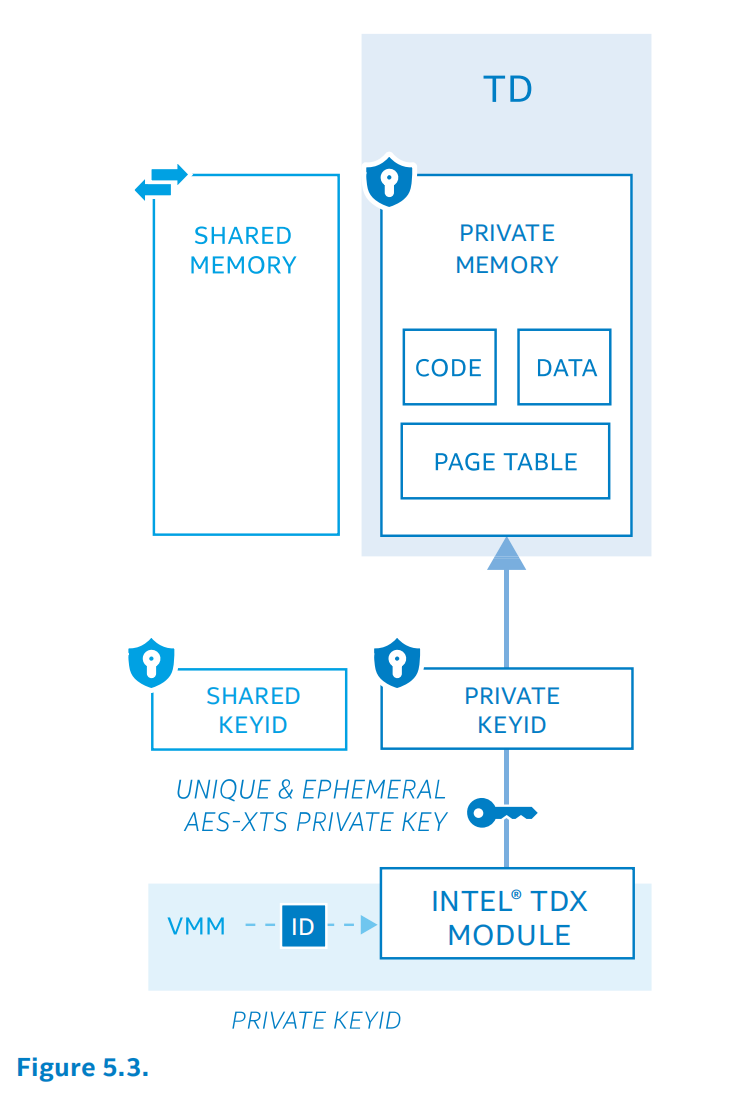 TD
SHARED
MEMORY
PRIVATE
MEMORY
CODE
DATA
PAGE TABLE
SHARED
KEYID
PRIVATE
KEYID
UNIQUE & EPHEMERAL
AES-XTS PRIVATE KEY
VMM
ID
INTEL® TDX
MODULE
PRIVATE KEYID
Figure 5.3.